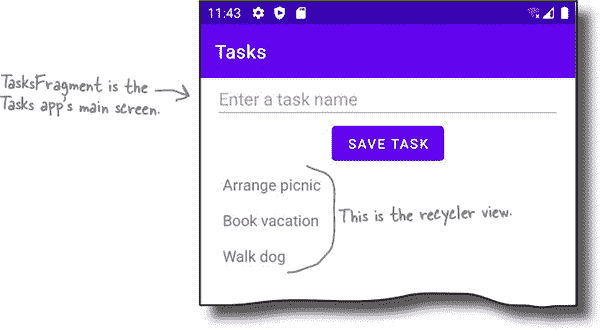 11:43
Tasks
TasksFragment is the
Tasks app's main screen.
Enter a task name
SAVE TASK
Arrange picnic
Book vacation
Walk dog
This is the recycler view.